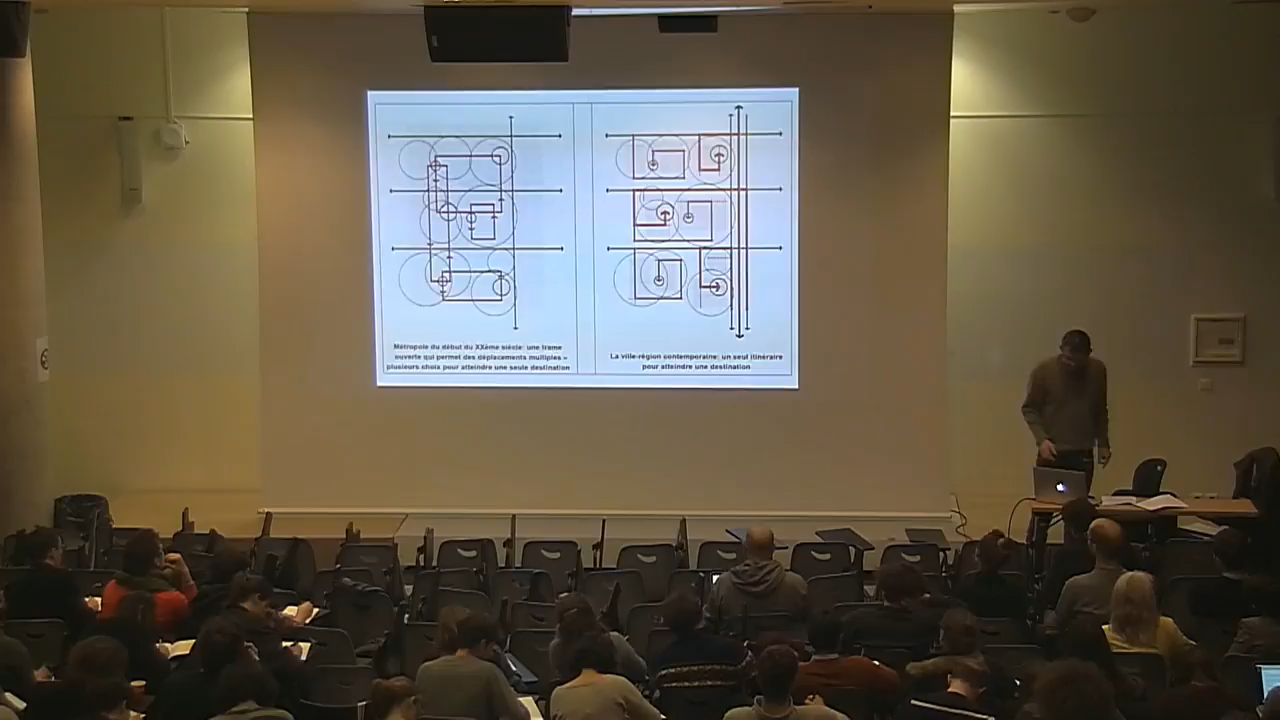 Métropole du début du XXème siècle: une trame
ouverte qui permet des déplacements multiples –
plusieurs choix pour atteindre une seule destination
La ville-région contemporaine: un seul itinéraire
pour atteindre une destination